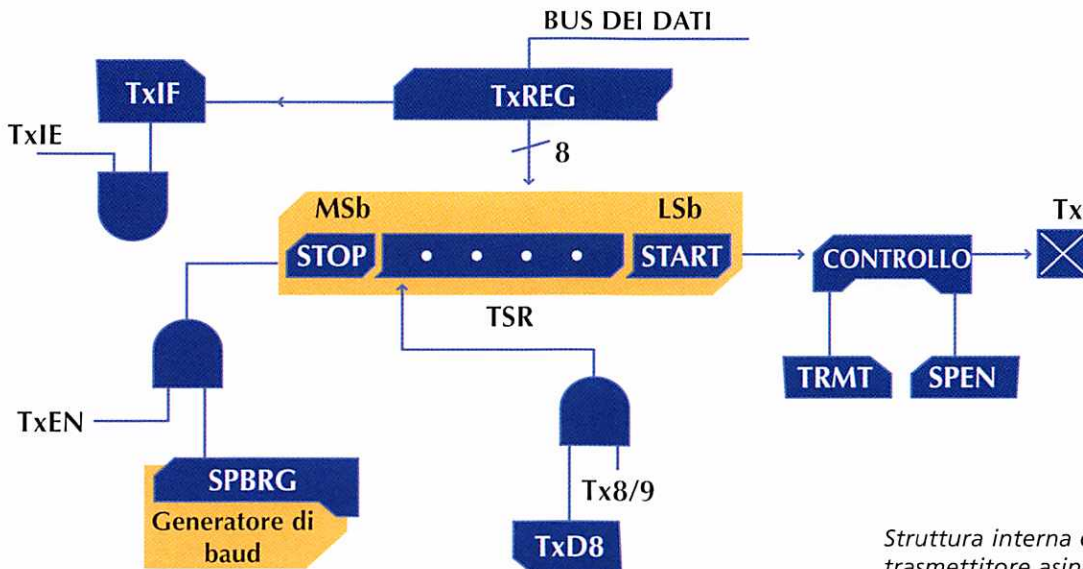 BUS DEI DATI
TxIF
TxREG
TxIE
8
MSb
LSb
Tx
STOP
START
CONTROLLO
TSR
TRMT
SPEN
TxEN
SPBRG
Tx8/9
Generatore di
baud
TxD8
Struttura interna
trasmettitore asin